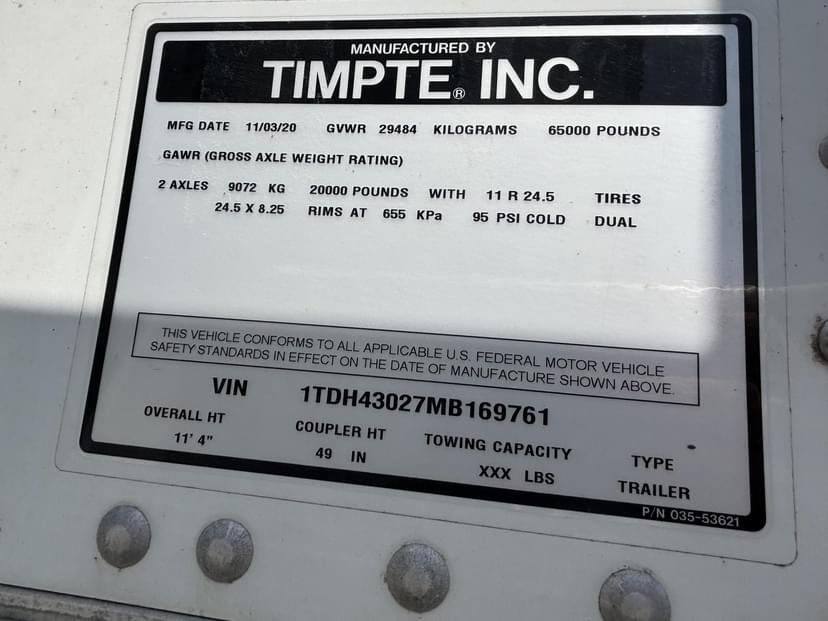 MANUFACTURED BY
TIMPTE® INC.
MFG DATE 11/03/20 GVWR 29484 KILOGRAMS 65000 POUNDS
GAWR (GROSS AXLE WEIGHT RATING)
2 AXLES 9072 KG 20000 POUNDS WITH 11 R 24.5 TIRES
24.5 X 8.25 RIMS AT 655 KPa 95 PSI COLD DUAL
THIS VEHICLE CONFORMS TO ALL APPLICABLE U.S. FEDERAL MOTOR VEHICLE
SAFETY STANDARDS IN EFFECT ON THE DATE OF MANUFACTURE SHOWN ABOVE.
VIN 1TDH43027MB169761
OVERALL HT COUPLER HT TOWING CAPACITY TYPE
11' 4" 49 IN XXX LBS TRAILER
P/N 035-53621